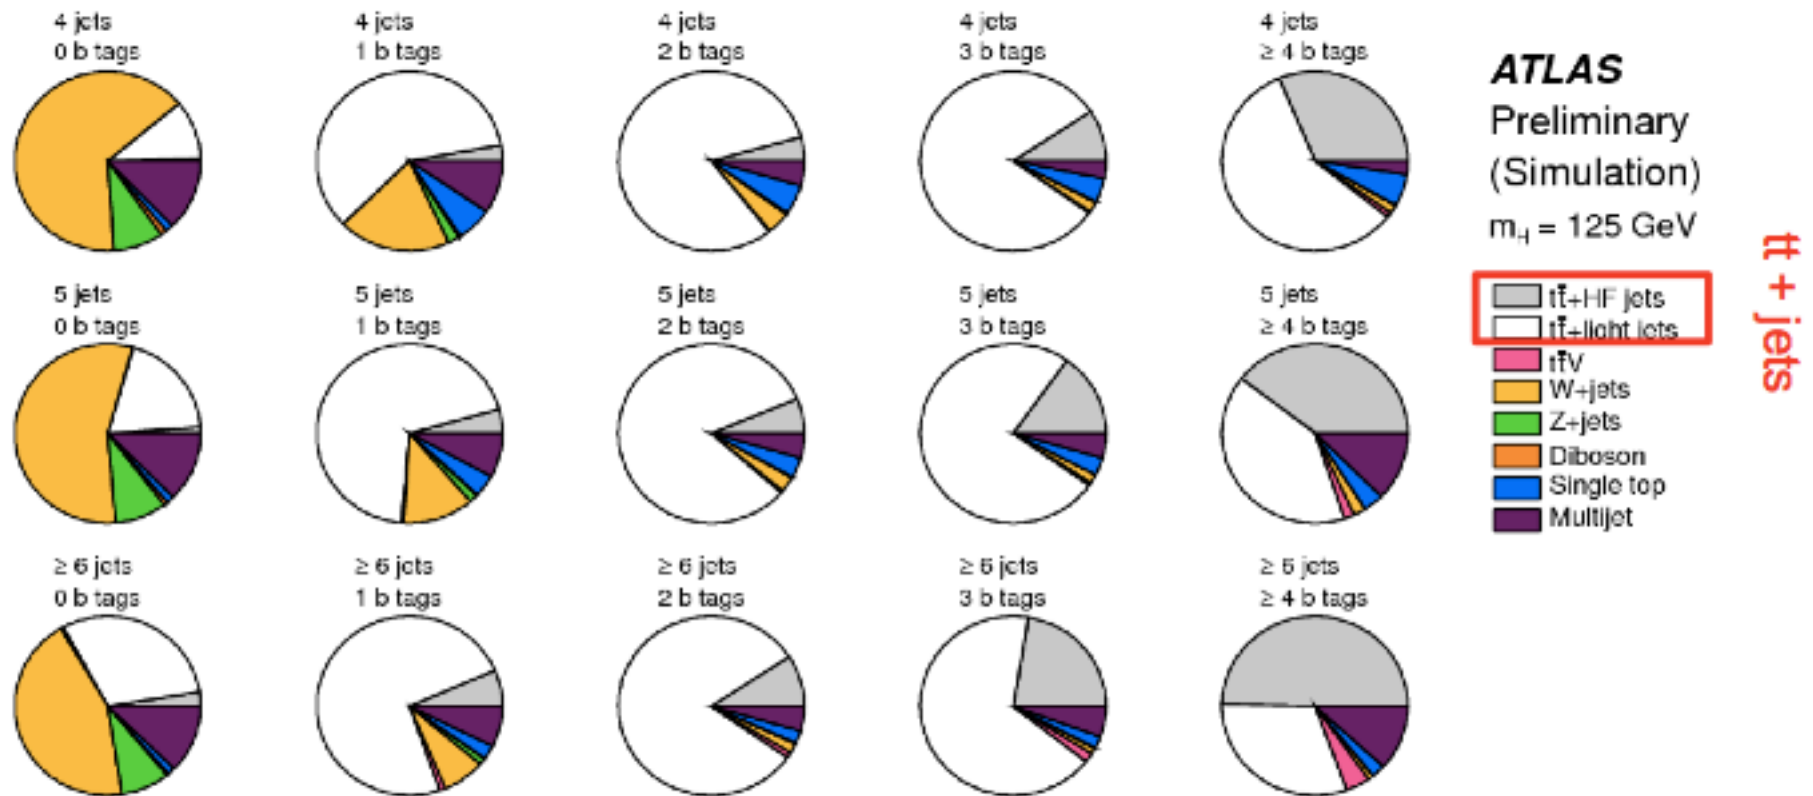 4 jets
0 b tags
4 jets
1 b tags
4 jets
2 b tags
4 jets
3 b tags
4 jets
≥ 4 b tags
5 jets
0 b tags
5 jets
1 b tags
5 jets
2 b tags
5 jets
3 b tags
5 jets
≥ 4 b tags
≥ 6 jets
0 b tags
≥ 6 jets
1 b tags
≥ 6 jets
2 b tags
≥ 6 jets
3 b tags
≥ 6 jets
≥ 4 b tags
ATLAS
Preliminary
(Simulation)
m_H = 125 GeV
tt̄+HF jets
tt̄+light jets
tt̄V
W+jets
Z+jets
Diboson
Single top
Multijet
tt + jets